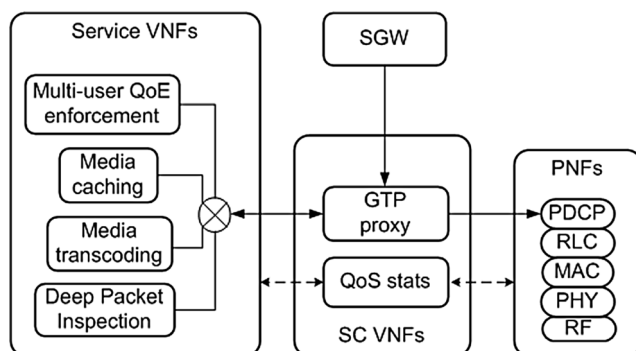 Service VNFs
Multi-user QoE
enforcement
Media
caching
Media
transcoding
Deep Packet
Inspection
SGW
GTP
proxy
QoS stats
SC VNFs
PNFs
PDCP
RLC
MAC
PHY
RF